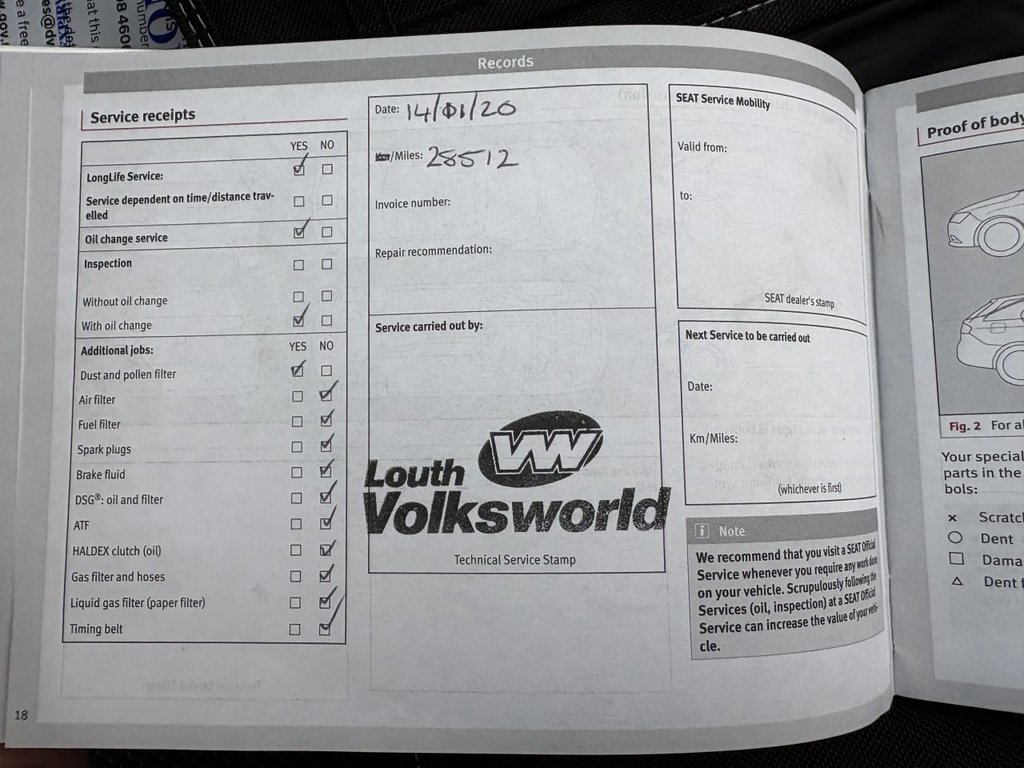 Records
Service receipts
YES NO
LongLife Service:
Service dependent on time/distance trav-
elled
Oil change service
Inspection
Without oil change
With oil change
Additional jobs: YES NO
Dust and pollen filter
Air filter
Fuel filter
Spark plugs
Brake fluid
DSG®: oil and filter
ATF
HALDEX clutch (oil)
Gas filter and hoses
Liquid gas filter (paper filter)
Timing belt
18
Date: 14/01/20
Km/Miles: 28512
Invoice number:
Repair recommendation:
Service carried out by:
VW
Louth
Volksworld
Technical Service Stamp
SEAT Service Mobility
Valid from:
to:
SEAT dealer's stamp
Next Service to be carried out
Date:
Km/Miles:
(whichever is first)
i Note
We recommend that you visit a SEAT Official
Service whenever you require any work done
on your vehicle. Scrupulously following the
Services (oil, inspection) at a SEAT Official
Service can increase the value of your vehi-
cle.
Proof of body
Fig. 2 For al
Your special
parts in the
bols:
× Scratch
Dent
Dama
Dent